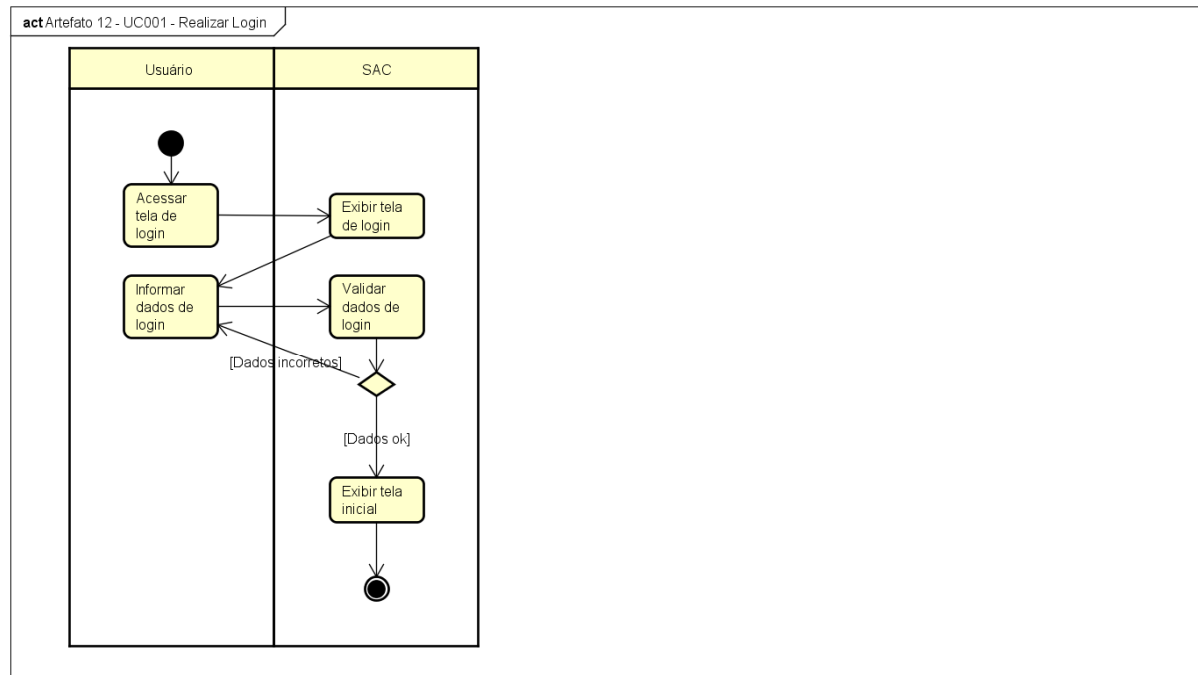 act Artefato 12 - UC001 - Realizar Login
Usuário
SAC
Acessar
tela de
login
Exibir tela
de login
Informar
dados de
login
Validar
dados de
login
[Dados incorretos]
[Dados ok]
Exibir tela
inicial